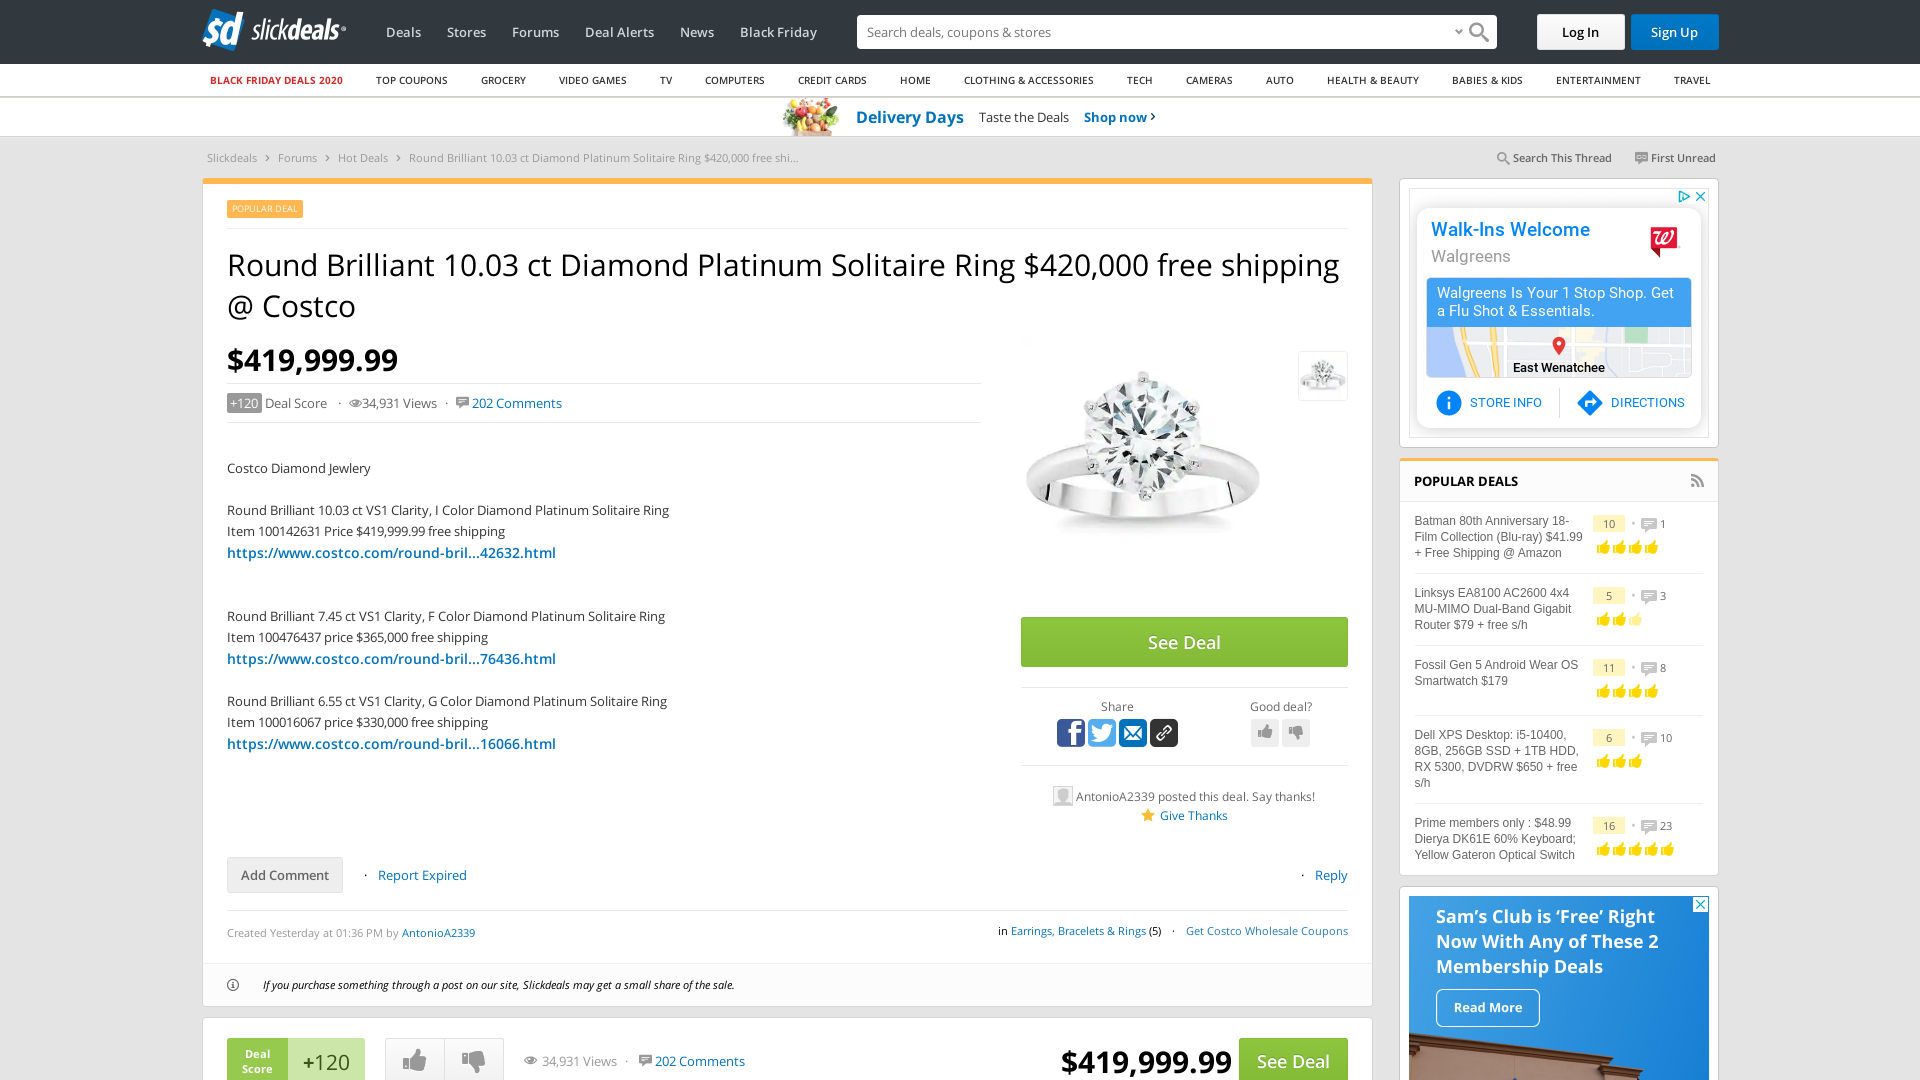 slickdeals
Deals
Stores
Forums
Deal Alerts
News
Black Friday
Search deals, coupons & stores
Log In
Sign Up
BLACK FRIDAY DEALS 2020
TOP COUPONS
GROCERY
VIDEO GAMES
TV
COMPUTERS
CREDIT CARDS
HOME
CLOTHING & ACCESSORIES
TECH
CAMERAS
AUTO
HEALTH & BEAUTY
BABIES & KIDS
ENTERTAINMENT
TRAVEL
Delivery Days Taste the Deals Shop now ›
Slickdeals › Forums › Hot Deals › Round Brilliant 10.03 ct Diamond Platinum Solitaire Ring $420,000 free shi...
Search This Thread
First Unread
POPULAR DEAL
Round Brilliant 10.03 ct Diamond Platinum Solitaire Ring $420,000 free shipping
@ Costco
$419,999.99
+120 Deal Score · 34,931 Views · 202 Comments
Costco Diamond Jewlery
Round Brilliant 10.03 ct VS1 Clarity, I Color Diamond Platinum Solitaire Ring
Item 100142631 Price $419,999.99 free shipping
https://www.costco.com/round-bril...42632.html
Round Brilliant 7.45 ct VS1 Clarity, F Color Diamond Platinum Solitaire Ring
Item 100476437 price $365,000 free shipping
https://www.costco.com/round-bril...76436.html
Round Brilliant 6.55 ct VS1 Clarity, G Color Diamond Platinum Solitaire Ring
Item 100016067 price $330,000 free shipping
https://www.costco.com/round-bril...16066.html
See Deal
Share
Good deal?
AntonioA2339 posted this deal. Say thanks!
Give Thanks
Add Comment · Report Expired
· Reply
Created Yesterday at 01:36 PM by AntonioA2339
in Earrings, Bracelets & Rings (5) · Get Costco Wholesale Coupons
If you purchase something through a post on our site, Slickdeals may get a small share of the sale.
Deal
Score
+120
34,931 Views · 202 Comments
$419,999.99
See Deal
Walk-Ins Welcome
Walgreens
Walgreens Is Your 1 Stop Shop. Get
a Flu Shot & Essentials.
East Wenatchee
STORE INFO
DIRECTIONS
POPULAR DEALS
Batman 80th Anniversary 18-
Film Collection (Blu-ray) $41.99
+ Free Shipping @ Amazon
10 • 1
Linksys EA8100 AC2600 4x4
MU-MIMO Dual-Band Gigabit
Router $79 + free s/h
5 • 3
Fossil Gen 5 Android Wear OS
Smartwatch $179
11 • 8
Dell XPS Desktop: i5-10400,
8GB, 256GB SSD + 1TB HDD,
RX 5300, DVDRW $650 + free
s/h
6 • 10
Prime members only : $48.99
Dierya DK61E 60% Keyboard;
Yellow Gateron Optical Switch
16 • 23
Sam's Club is 'Free' Right
Now With Any of These 2
Membership Deals
Read More